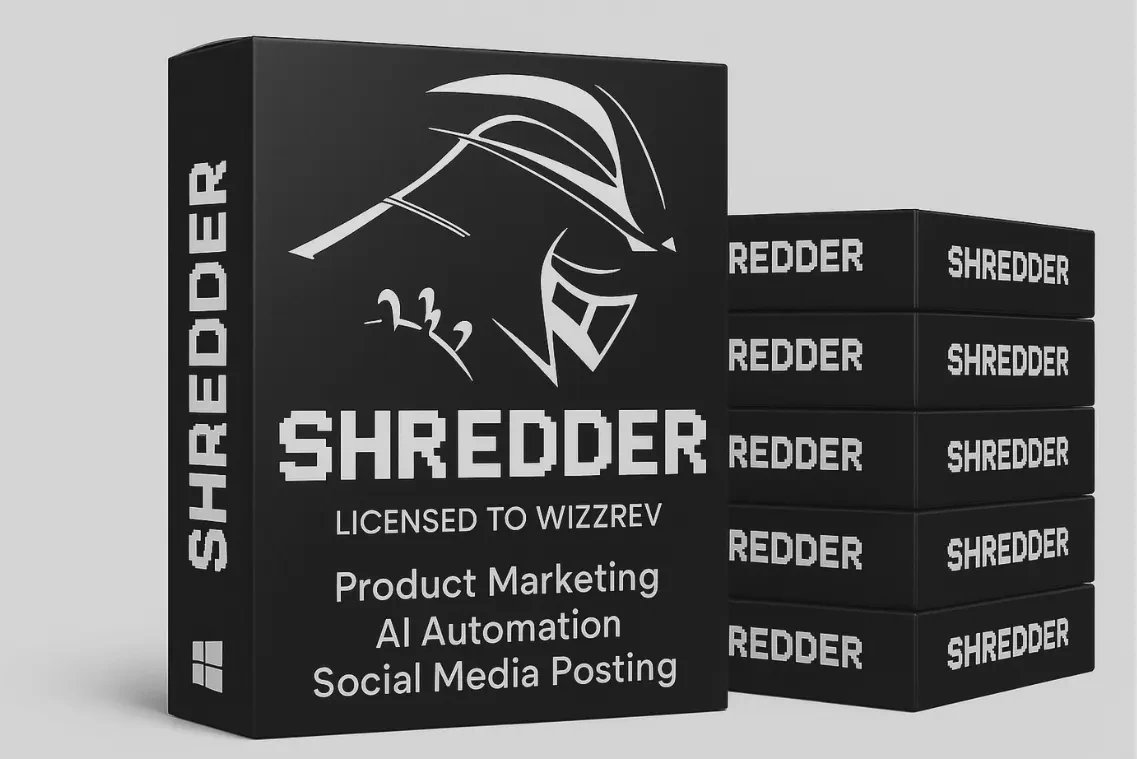 SHREDDER
SHREDDER
LICENSED TO WIZZREV
Product Marketing
AI Automation
Social Media Posting
REDDER
SHREDDER
REDDER
SHREDDER
REDDER
SHREDDER
REDDER
SHREDDER
REDDER
SHREDDER